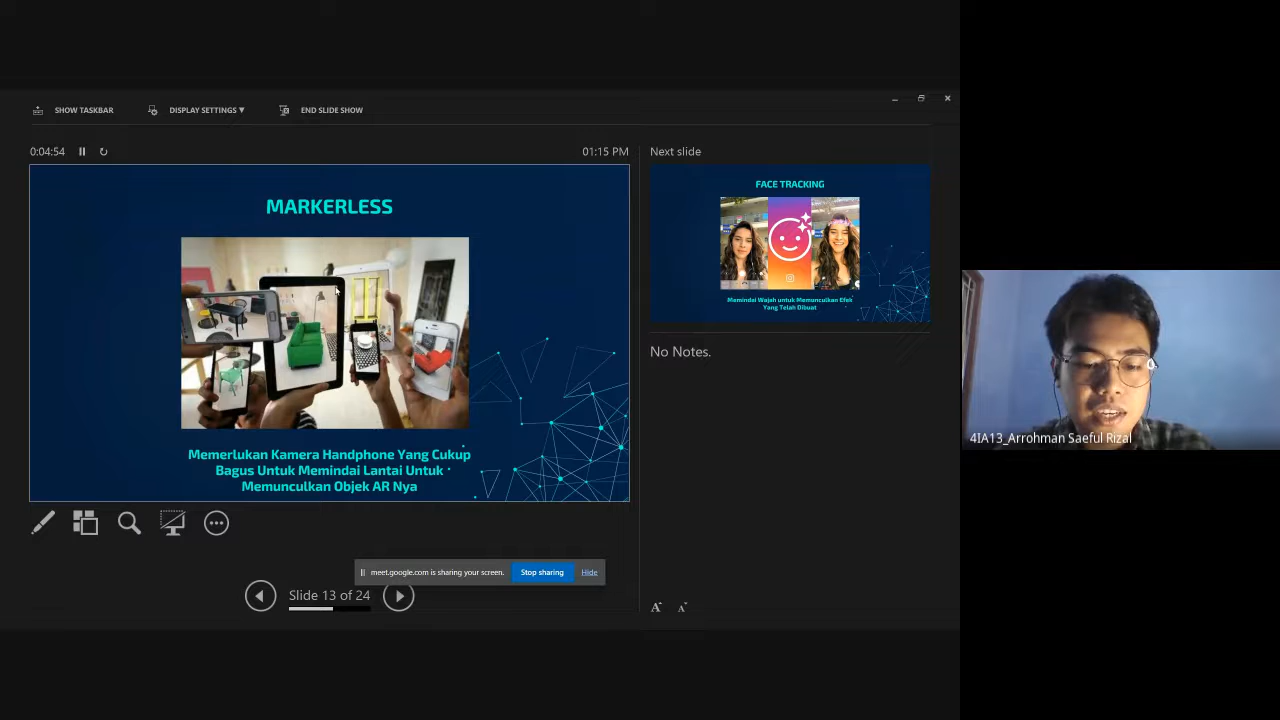 SHOW TASKBAR
DISPLAY SETTINGS ▼
END SLIDE SHOW
0:04:54
01:15 PM
Next slide
MARKERLESS
Memerlukan Kamera Handphone Yang Cukup
Bagus Untuk Memindai Lantai Untuk
Memunculkan Objek AR Nya
FACE TRACKING
Memindai Wajah untuk Memunculkan Efek
Yang Telah Dibuat
No Notes.
4IA13_Arrohman Saeful Rizal
meet.google.com is sharing your screen.
Stop sharing
Hide
Slide 13 of 24
A
A